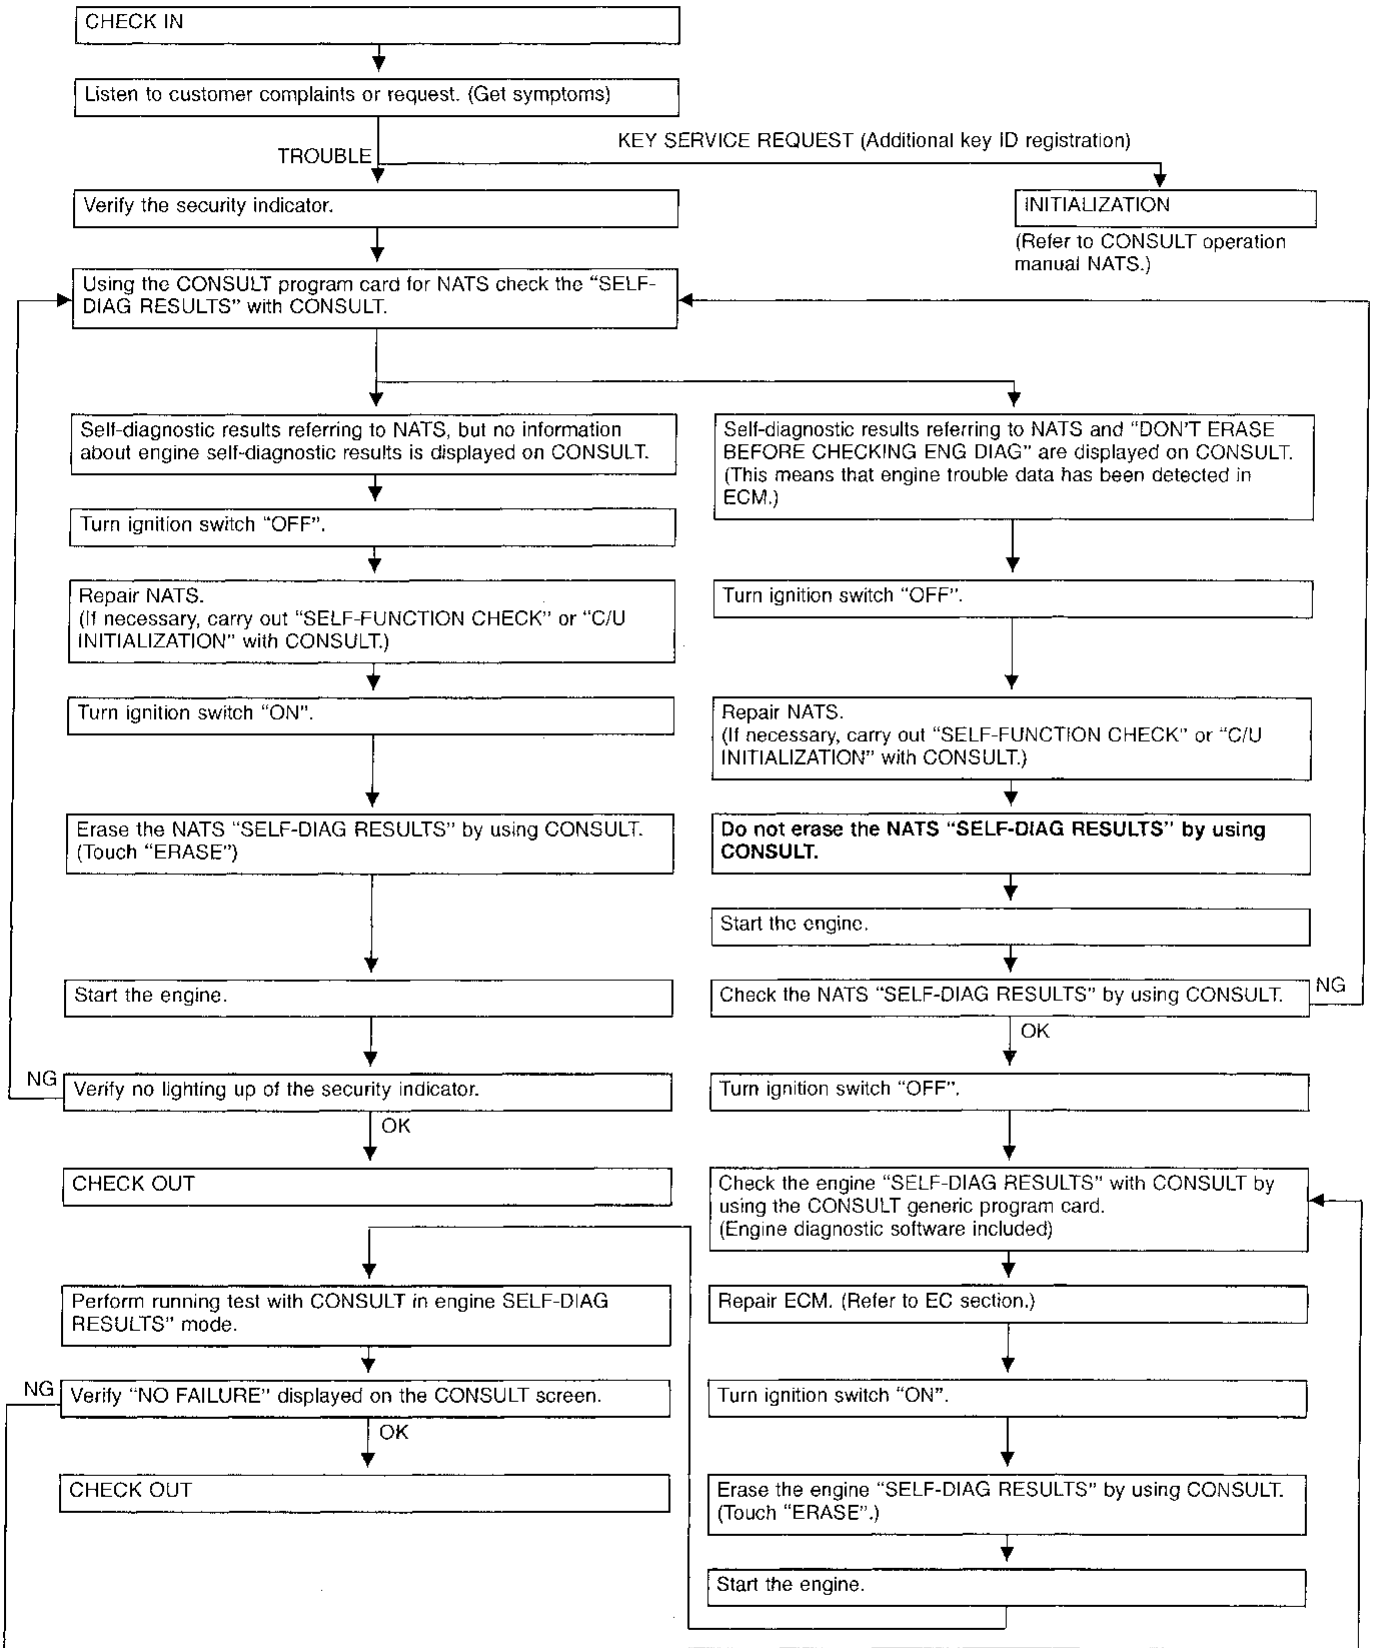 CHECK IN
Listen to customer complaints or request. (Get symptoms)
KEY SERVICE REQUEST (Additional key ID registration)
TROUBLE
Verify the security indicator.
INITIALIZATION
(Refer to CONSULT operation
manual NATS.)
Using the CONSULT program card for NATS check the “SELF-
DIAG RESULTS” with CONSULT.
Self-diagnostic results referring to NATS, but no information
about engine self-diagnostic results is displayed on CONSULT.
Turn ignition switch “OFF”.
Repair NATS.
(If necessary, carry out “SELF-FUNCTION CHECK” or “C/U
INITIALIZATION” with CONSULT.)
Turn ignition switch “ON”.
Erase the NATS “SELF-DIAG RESULTS” by using CONSULT.
(Touch “ERASE”)
Start the engine.
NG
Verify no lighting up of the security indicator.
OK
CHECK OUT
Self-diagnostic results referring to NATS and “DON’T ERASE
BEFORE CHECKING ENG DIAG” are displayed on CONSULT.
(This means that engine trouble data has been detected in
ECM.)
Turn ignition switch “OFF”.
Repair NATS.
(If necessary, carry out “SELF-FUNCTION CHECK” or “C/U
INITIALIZATION” with CONSULT.)
Do not erase the NATS “SELF-DIAG RESULTS” by using
CONSULT.
Start the engine.
Check the NATS “SELF-DIAG RESULTS” by using CONSULT.
NG
OK
Turn ignition switch “OFF”.
Check the engine “SELF-DIAG RESULTS” with CONSULT by
using the CONSULT generic program card.
(Engine diagnostic software included)
Repair ECM. (Refer to EC section.)
Turn ignition switch “ON”.
Erase the engine “SELF-DIAG RESULTS” by using CONSULT.
(Touch “ERASE”.)
Start the engine.
Perform running test with CONSULT in engine SELF-DIAG
RESULTS” mode.
NG
Verify “NO FAILURE” displayed on the CONSULT screen.
OK
CHECK OUT